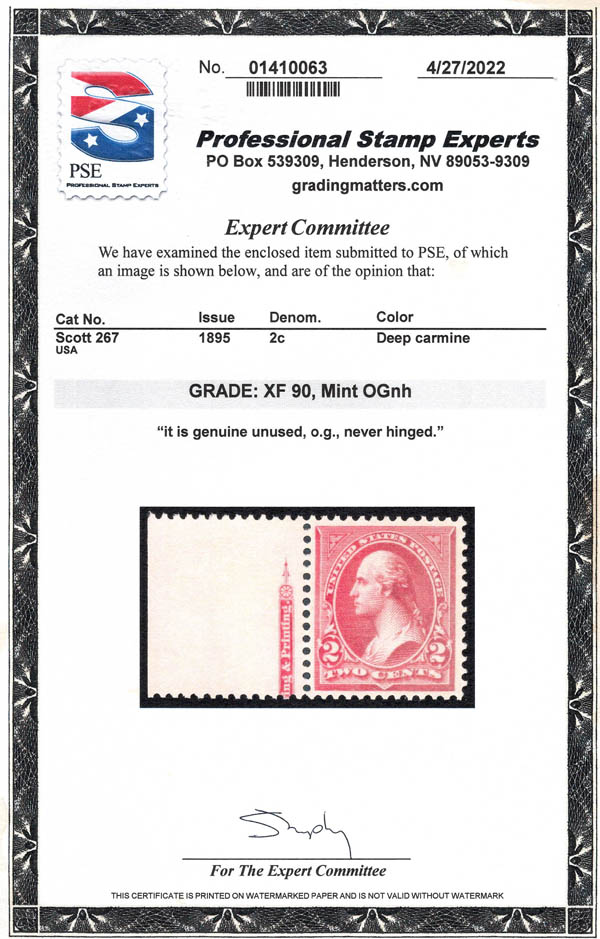 No. 01410063 4/27/2022
PSE
PROFESSIONAL STAMP EXPERTS
Professional Stamp Experts
PO Box 539309, Henderson, NV 89053-9309
gradingmatters.com
Expert Committee
We have examined the enclosed item submitted to PSE, of which
an image is shown below, and are of the opinion that:
Cat No. Issue Denom. Color
Scott 267 1895 2c Deep carmine
USA
GRADE: XF 90, Mint OGnh
“it is genuine unused, o.g., never hinged.”
ing & Printing.
UNITED STATES POSTAGE
2 2
TWO CENTS
For The Expert Committee
THIS CERTIFICATE IS PRINTED ON WATERMARKED PAPER AND IS NOT VALID WITHOUT WATERMARK